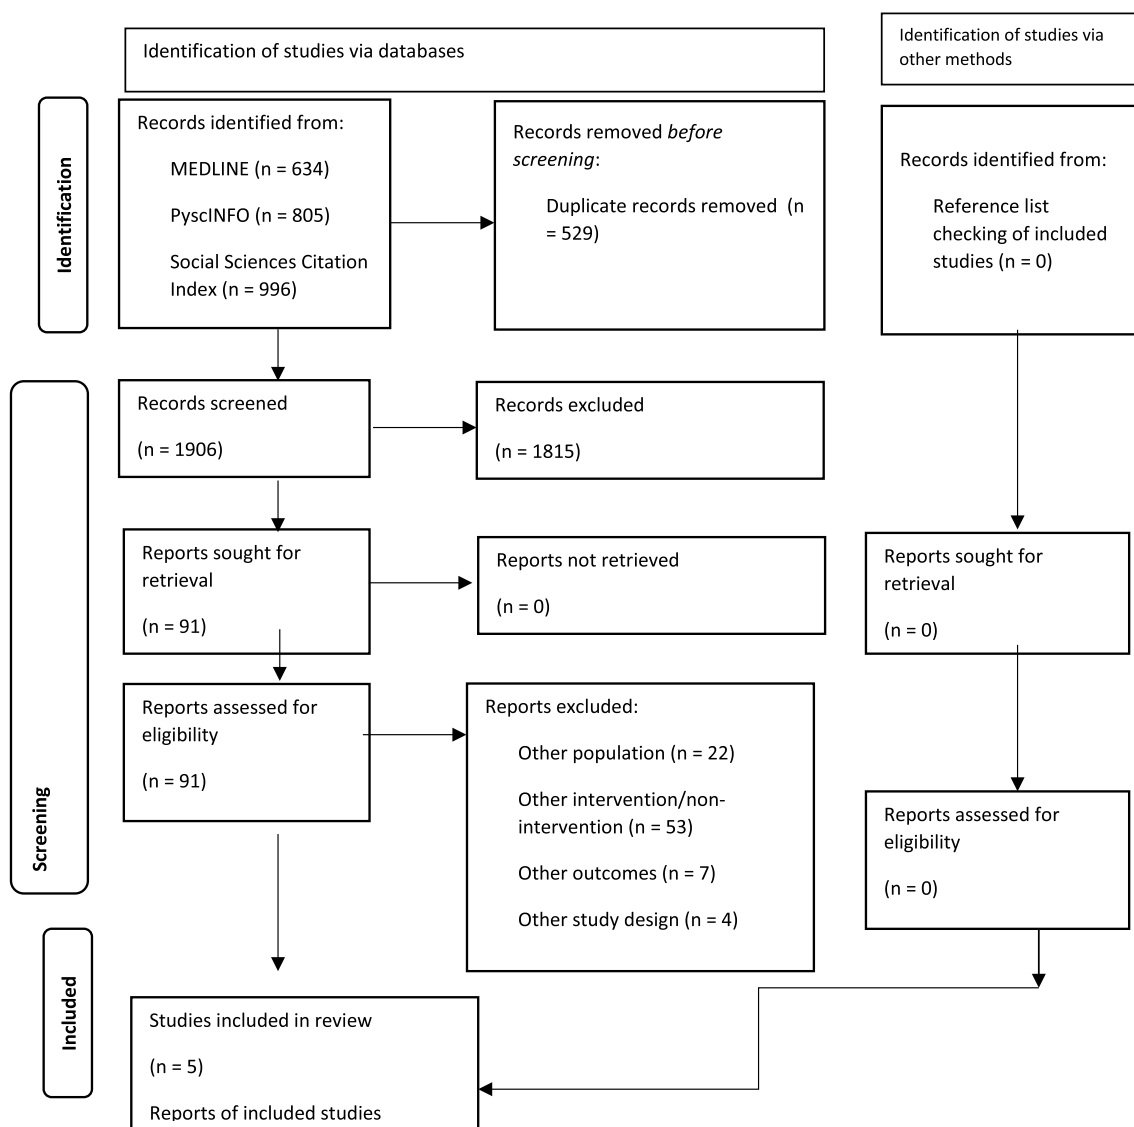 Identification of studies via databases
Identification of studies via
other methods
Identification
Records identified from:
MEDLINE (n = 634)
PyscINFO (n = 805)
Social Sciences Citation
Index (n = 996)
Records removed before
screening:
Duplicate records removed  (n
= 529)
Records identified from:
Reference list
checking of included
studies (n = 0)
Screening
Records screened
(n = 1906)
Records excluded
(n = 1815)
Reports sought for
retrieval
(n = 91)
Reports not retrieved
(n = 0)
Reports sought for
retrieval
(n = 0)
Reports assessed for
eligibility
(n = 91)
Reports excluded:
Other population (n = 22)
Other intervention/non-
intervention (n = 53)
Other outcomes (n = 7)
Other study design (n = 4)
Reports assessed for
eligibility
(n = 0)
Included
Studies included in review
(n = 5)
Reports of included studies